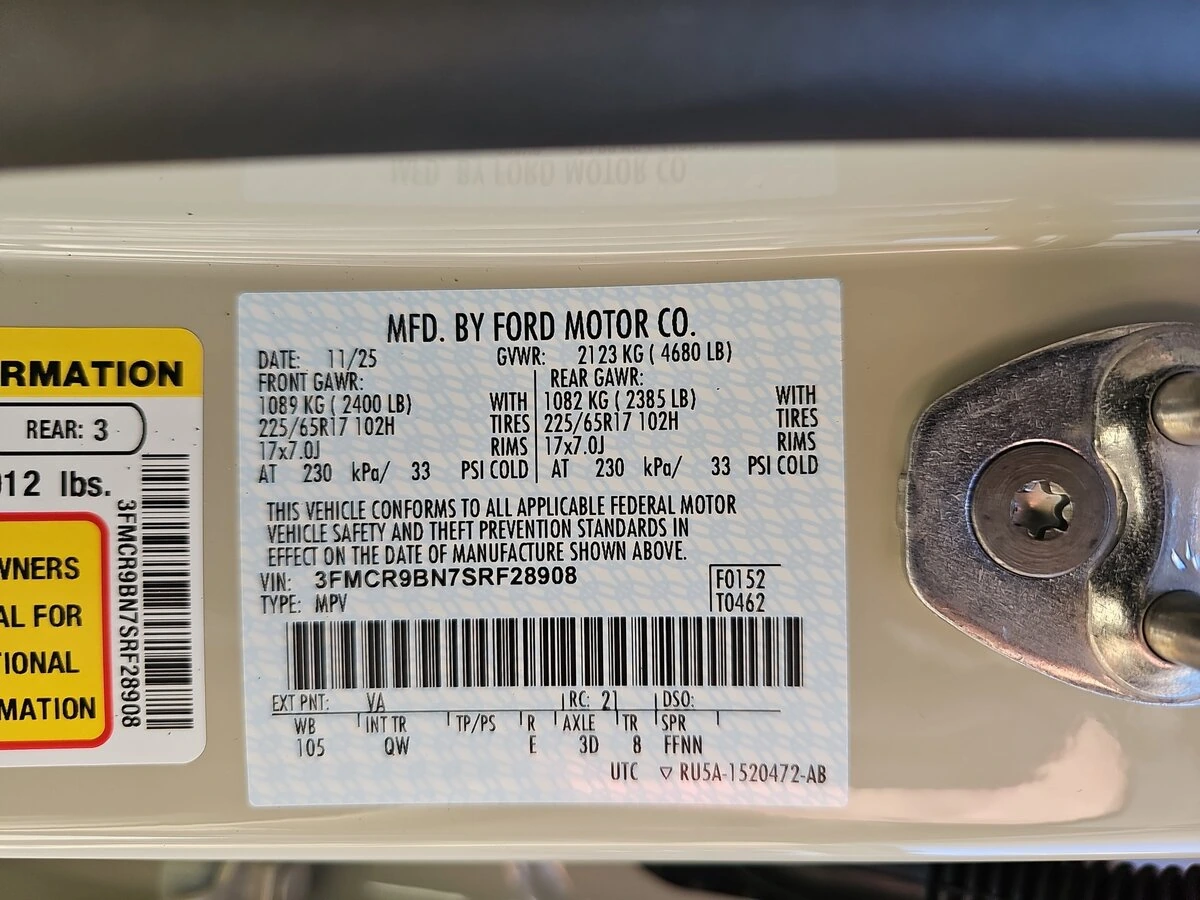 RMATION
REAR: 3
12 lbs.
WNERS
AL FOR
TIONAL
MATION
3FMCR9BN7SRF28908
MFD. BY FORD MOTOR CO.
DATE: 11/25 GVWR: 2123 KG ( 4680 LB)
FRONT GAWR: REAR GAWR:
1089 KG ( 2400 LB) WITH 1082 KG ( 2385 LB) WITH
225/65R17 102H TIRES 225/65R17 102H TIRES
17x7.0J RIMS 17x7.0J RIMS
AT 230 kPa/ 33 PSI COLD AT 230 kPa/ 33 PSI COLD
THIS VEHICLE CONFORMS TO ALL APPLICABLE FEDERAL MOTOR
VEHICLE SAFETY AND THEFT PREVENTION STANDARDS IN
EFFECT ON THE DATE OF MANUFACTURE SHOWN ABOVE.
VIN: 3FMCR9BN7SRF28908 F0152
TYPE: MPV T0462
EXT PNT: VA RC: 21 DSO:
WB INT TR TP/PS R AXLE TR SPR
105 QW E 3D 8 FFNN
UTC ▽ RU5A-1520472-AB